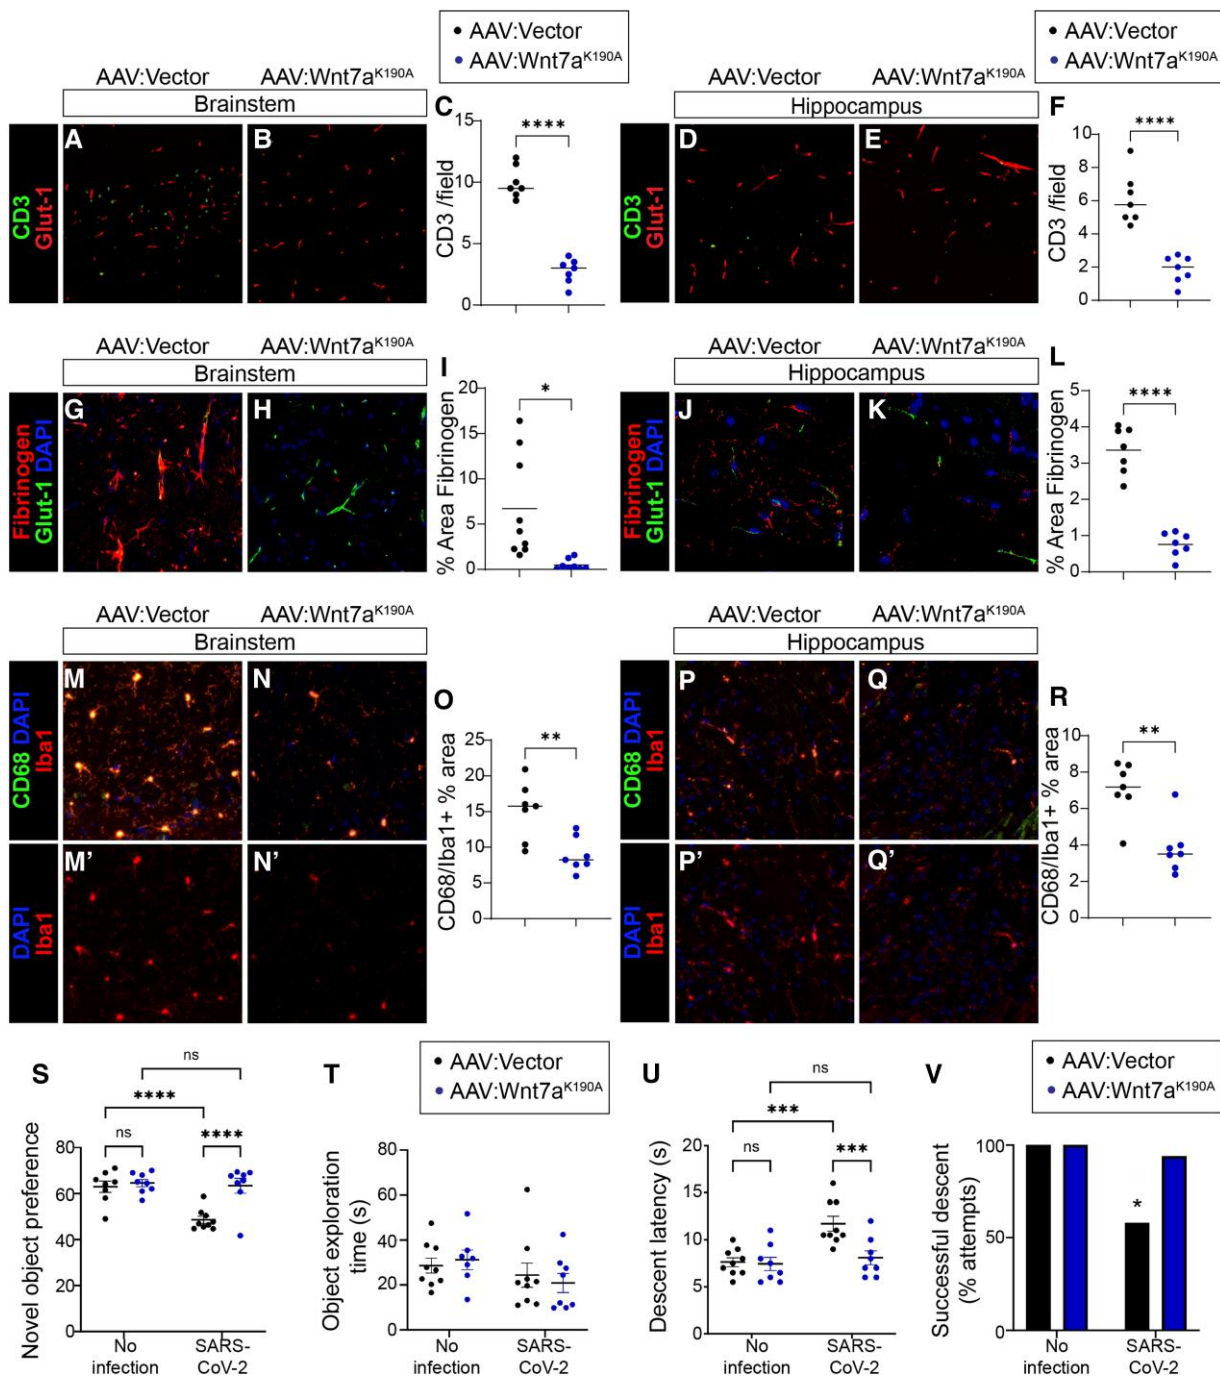 AAV:Vector
AAV:Wnt7aK190A
AAV:Vector
AAV:Wnt7aK190A
AAV:Vector AAV:Wnt7aK190A
Brainstem
CD3
Glut-1
A
B
C
CD3 /field
15
10
5
0
****
AAV:Vector AAV:Wnt7aK190A
Hippocampus
CD3
Glut-1
D
E
F
CD3 /field
10
8
6
4
2
0
****
AAV:Vector AAV:Wnt7aK190A
Brainstem
Fibrinogen
Glut-1 DAPI
G
H
I
% Area Fibrinogen
20
15
10
5
0
*
AAV:Vector AAV:Wnt7aK190A
Hippocampus
Fibrinogen
Glut-1 DAPI
J
K
L
% Area Fibrinogen
5
4
3
2
1
0
****
AAV:Vector AAV:Wnt7aK190A
Brainstem
CD68 DAPI
Iba1
M
N
DAPI
Iba1
M’
N’
O
CD68/Iba1+ % area
25
20
15
10
5
0
**
AAV:Vector AAV:Wnt7aK190A
Hippocampus
CD68 DAPI
Iba1
P
Q
DAPI
Iba1
P’
Q’
R
CD68/Iba1+ % area
10
8
6
4
2
0
**
S
Novel object preference
80
60
40
20
0
ns
****
ns
****
No
infection
SARS-
CoV-2
T
AAV:Vector
AAV:Wnt7aK190A
Object exploration
time (s)
80
60
40
20
0
No
infection
SARS-
CoV-2
U
Descent latency (s)
20
15
10
5
0
ns
***
ns
***
No
infection
SARS-
CoV-2
V
AAV:Vector
AAV:Wnt7aK190A
Successful descent
(% attempts)
100
50
0
*
No
infection
SARS-
CoV-2